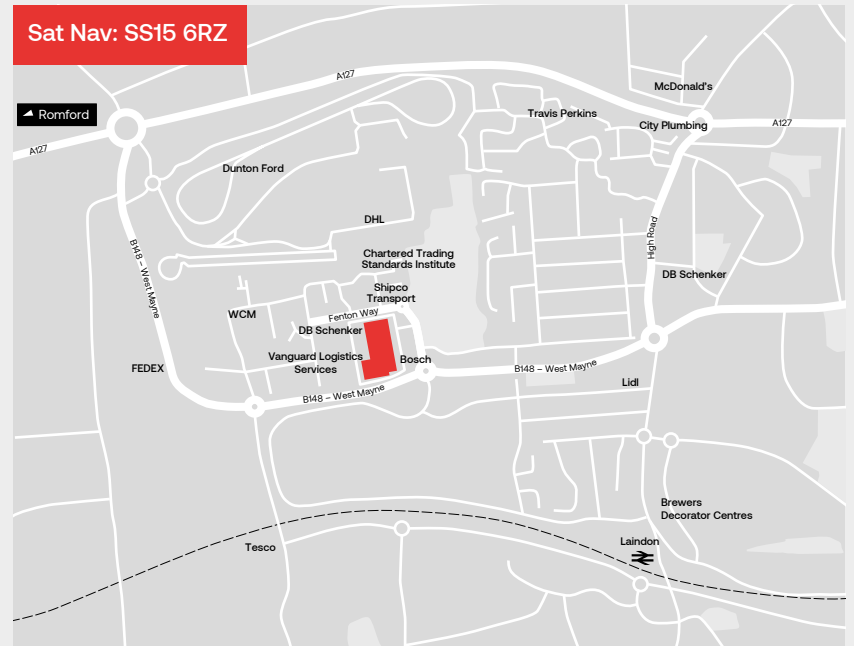 Sat Nav: SS15 6RZ
A127
McDonald's
Romford
Travis Perkins
City Plumbing
A127
A127
Dunton Ford
DHL
High Road
B148 – West Mayne
Chartered Trading
Standards Institute
DB Schenker
Shipco
Transport
WCM
Fenton Way
DB Schenker
Vanguard Logistics
Services
Bosch
FEDEX
B148 – West Mayne
Lidl
B148 – West Mayne
Brewers
Decorator Centres
Laindon
Tesco